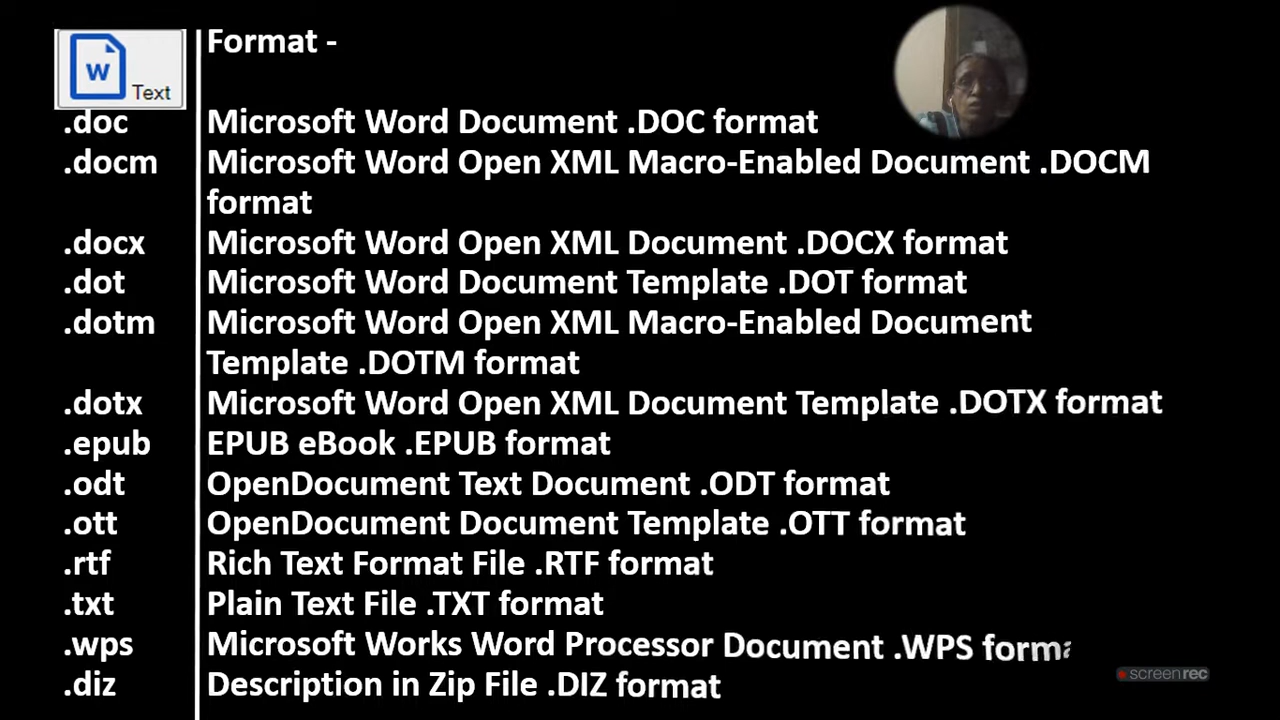 W
Text
Format -
.doc Microsoft Word Document .DOC format
.docm Microsoft Word Open XML Macro-Enabled Document .DOCM
format
.docx Microsoft Word Open XML Document .DOCX format
.dot Microsoft Word Document Template .DOT format
.dotm Microsoft Word Open XML Macro-Enabled Document
Template .DOTM format
.dotx Microsoft Word Open XML Document Template .DOTX format
.epub EPUB eBook .EPUB format
.odt OpenDocument Text Document .ODT format
.ott OpenDocument Document Template .OTT format
.rtf Rich Text Format File .RTF format
.txt Plain Text File .TXT format
.wps Microsoft Works Word Processor Document .WPS forma
screenrec
.diz Description in Zip File .DIZ format